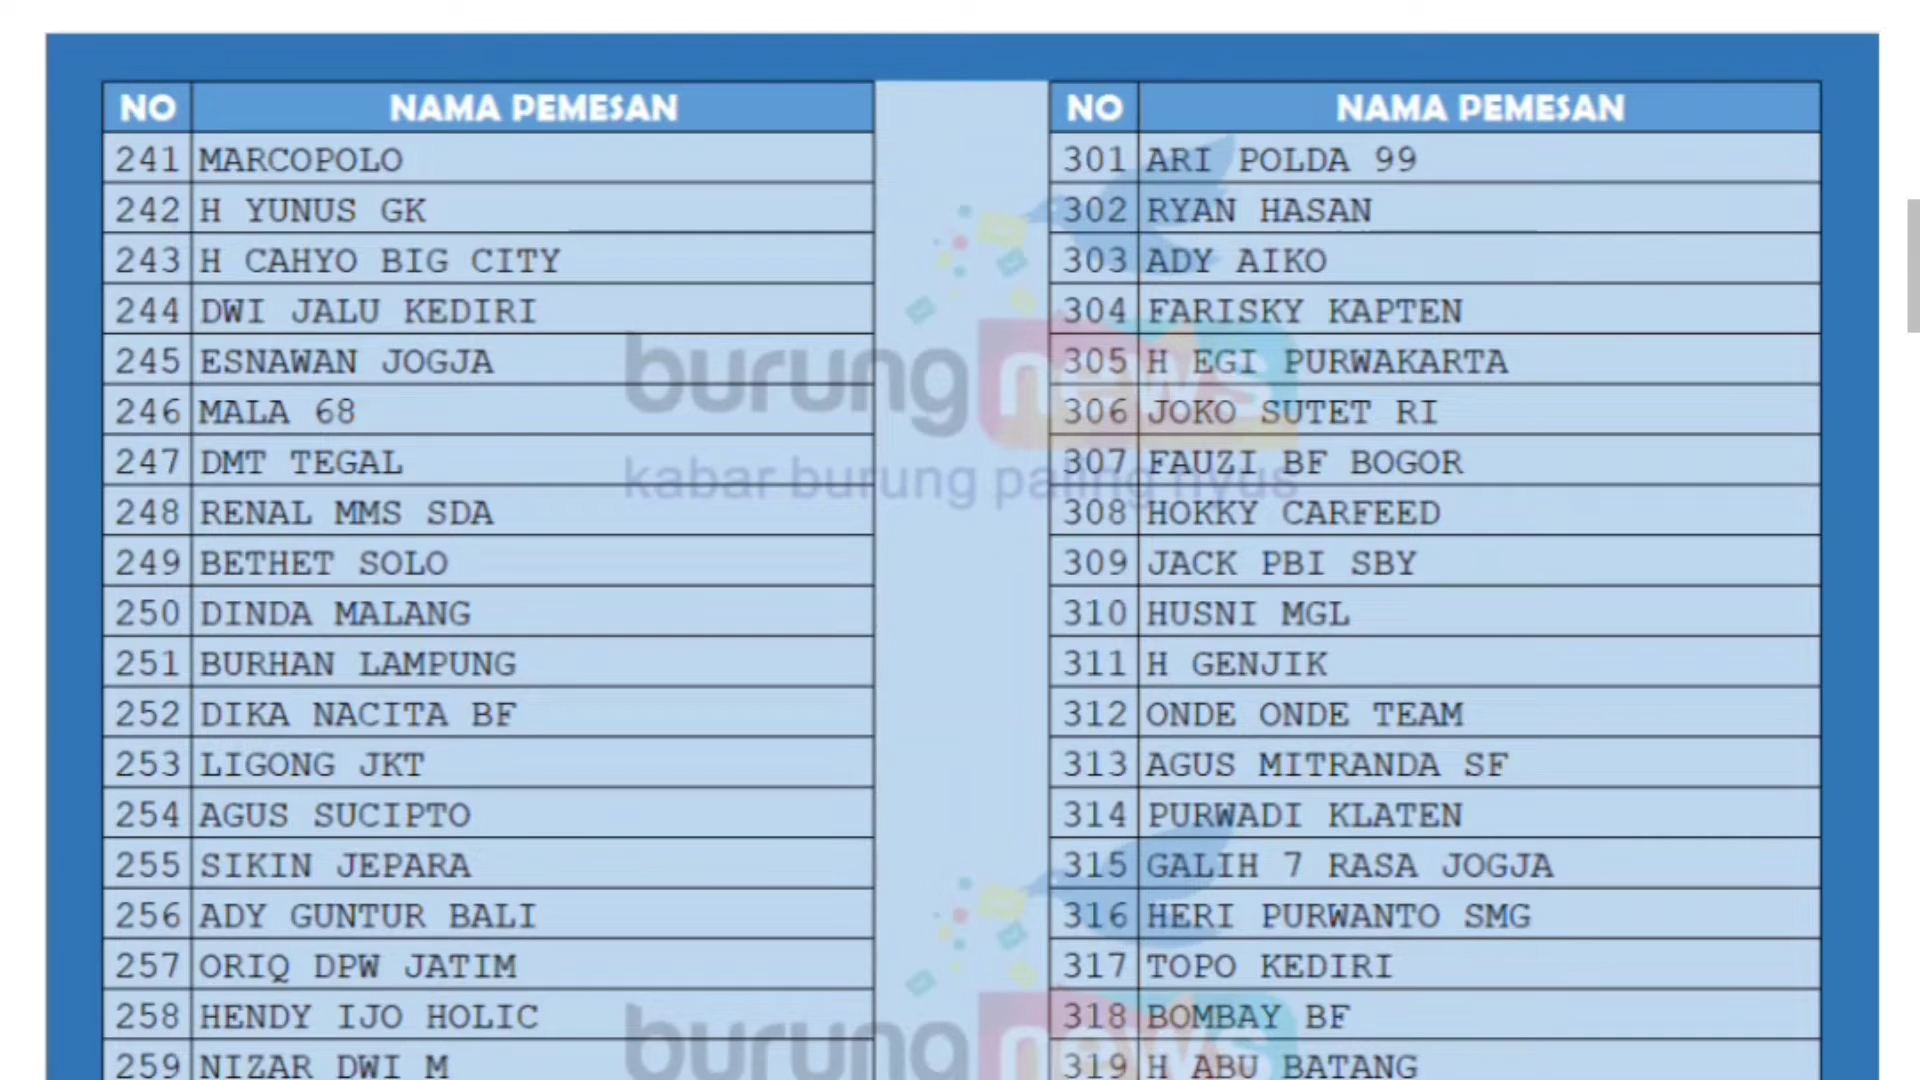 NO NAMA PEMESAN
241 MARCOPOLO
242 H YUNUS GK
243 H CAHYO BIG CITY
244 DWI JALU KEDIRI
245 ESNAWAN JOGJA
246 MALA 68
247 DMT TEGAL
248 RENAL MMS SDA
249 BETHET SOLO
250 DINDA MALANG
251 BURHAN LAMPUNG
252 DIKA NACITA BF
253 LIGONG JKT
254 AGUS SUCIPTO
255 SIKIN JEPARA
256 ADY GUNTUR BALI
257 ORIQ DPW JATIM
258 HENDY IJO HOLIC
259 NIZAR DWI M
NO NAMA PEMESAN
301 ARI POLDA 99
302 RYAN HASAN
303 ADY AIKO
304 FARISKY KAPTEN
305 H EGI PURWAKARTA
306 JOKO SUTET RI
307 FAUZI BF BOGOR
308 HOKKY CARFEED
309 JACK PBI SBY
310 HUSNI MGL
311 H GENJIK
312 ONDE ONDE TEAM
313 AGUS MITRANDA SF
314 PURWADI KLATEN
315 GALIH 7 RASA JOGJA
316 HERI PURWANTO SMG
317 TOPO KEDIRI
318 BOMBAY BF
319 H ABU BATANG
burungnews
kabar burung paling nyus
burungnews